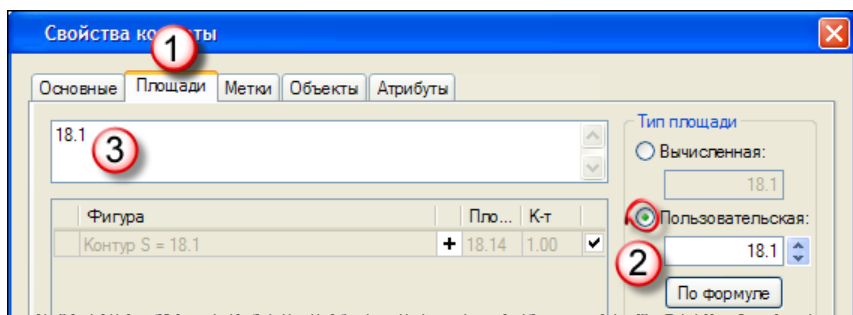 Свойства комнаты
1
Основные Площади Метки Объекты Атрибуты
18.1
3
Тип площади
Вычисленная:
18.1
Фигура Пло... К-т
Пользовательская:
Контур S = 18.1 + 18.14 1.00
18.1
2
По формуле